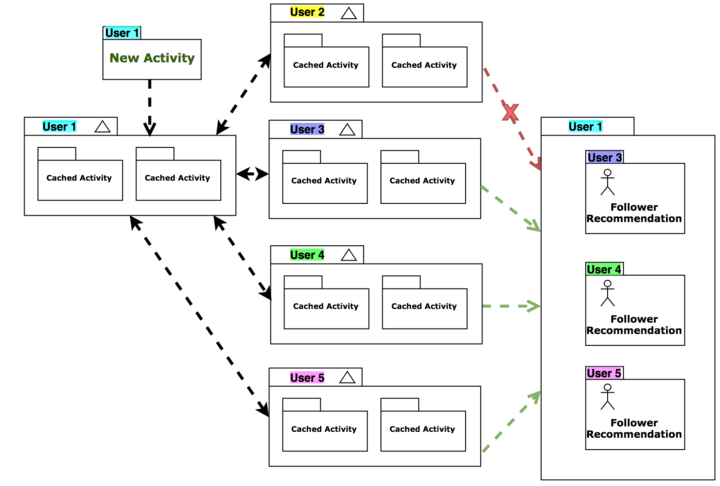 User 1
New Activity
User 1
Cached Activity
Cached Activity
User 2
Cached Activity
Cached Activity
User 3
Cached Activity
Cached Activity
User 4
Cached Activity
Cached Activity
User 5
Cached Activity
Cached Activity
User 1
User 3
Follower
Recommendation
User 4
Follower
Recommendation
User 5
Follower
Recommendation